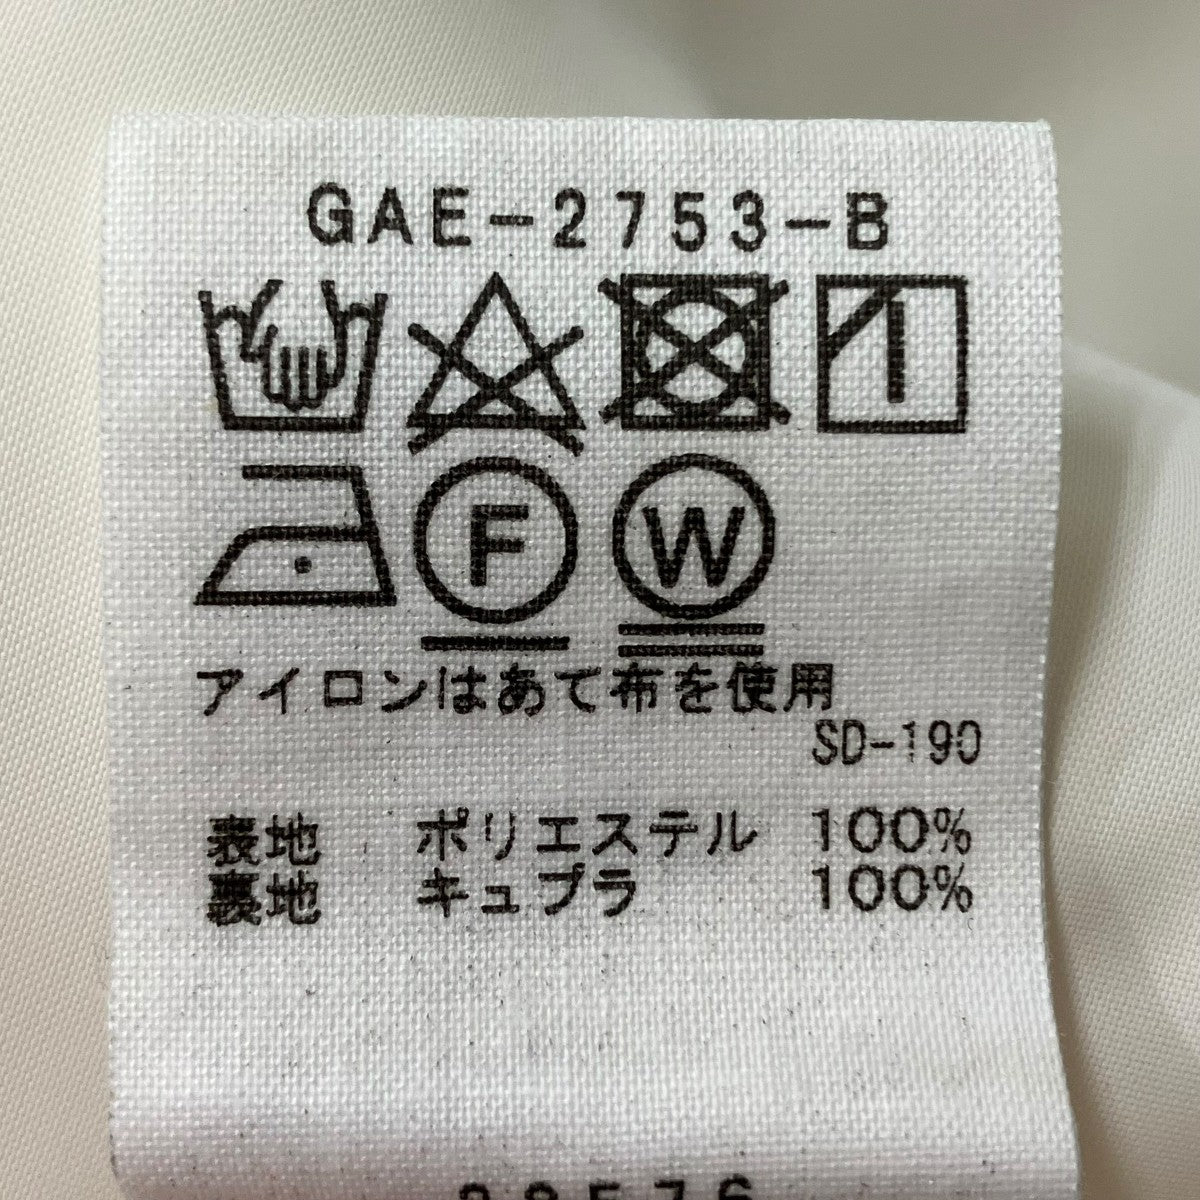 GAE-2753-B
F W
アイロンはあて布を使用
SD-190
表地 ポリエステル 100%
裏地 キュプラ 100%